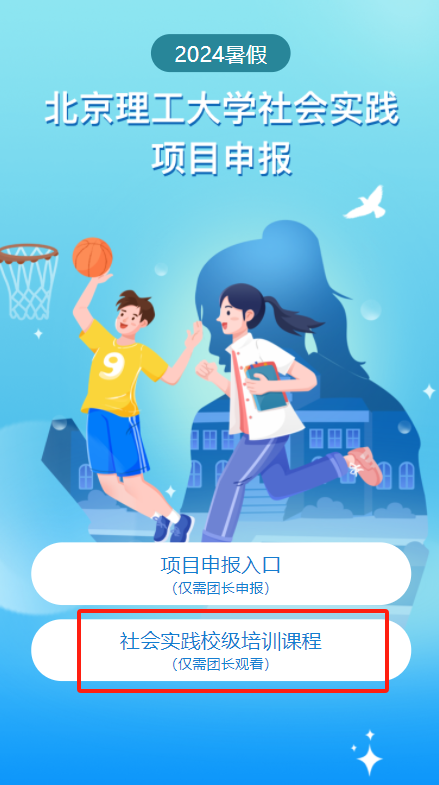 2024暑假
北京理工大学社会实践
项目申报
9
项目申报入口
（仅需团长申报）
社会实践校级培训课程
（仅需团长观看）